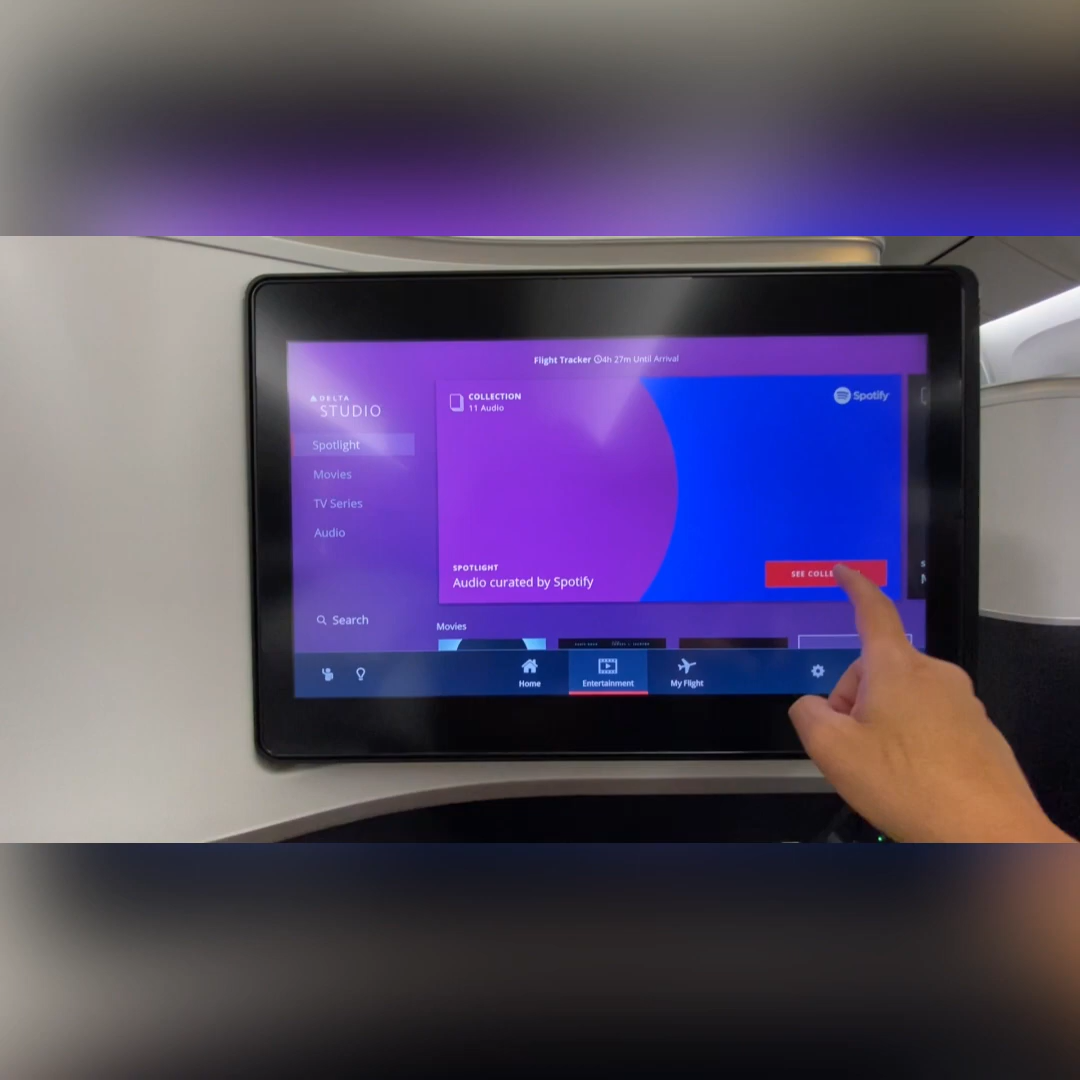 Flight Tracker 4h 27m Until Arrival
DELTA
STUDIO
Spotlight
Movies
TV Series
Audio
Search
COLLECTION
11 Audio
Spotify
SPOTLIGHT
Audio curated by Spotify
SEE
Movies
Home
Entertainment
My Flight